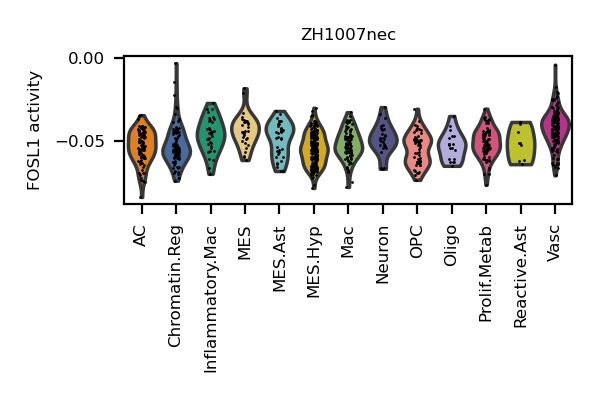 ZH1007nec
FOSL1 activity
0.00
−0.05
AC
Chromatin.Reg
Inflammatory.Mac
MES
MES.Ast
MES.Hyp
Mac
Neuron
OPC
Oligo
Prolif.Metab
Reactive.Ast
Vasc